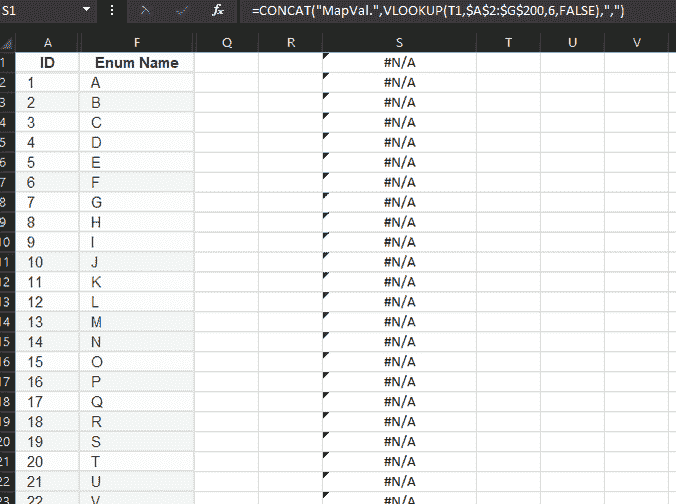 S1 fx =CONCAT("MapVal.",VLOOKUP(T1,$A$2:$G$200,6,FALSE),",")
A F Q R S T U V
1 ID Enum Name #N/A
2 1 A #N/A
3 2 B #N/A
4 3 C #N/A
5 4 D #N/A
6 5 E #N/A
7 6 F #N/A
8 7 G #N/A
9 8 H #N/A
10 9 I #N/A
11 10 J #N/A
12 11 K #N/A
13 12 L #N/A
14 13 M #N/A
15 14 N #N/A
16 15 O #N/A
17 16 P #N/A
18 17 Q #N/A
19 18 R #N/A
20 19 S #N/A
21 20 T #N/A
22 21 U #N/A
23 22 V #N/A